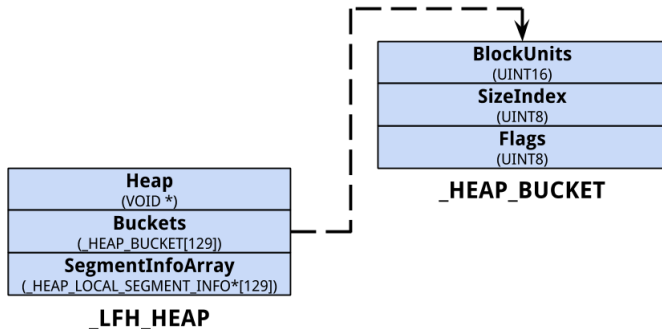 BlockUnits
(UINT16)
SizeIndex
(UINT8)
Flags
(UINT8)
_HEAP_BUCKET
Heap
(VOID *)
Buckets
(_HEAP_BUCKET[129])
SegmentInfoArray
(_HEAP_LOCAL_SEGMENT_INFO*[129])
_LFH_HEAP